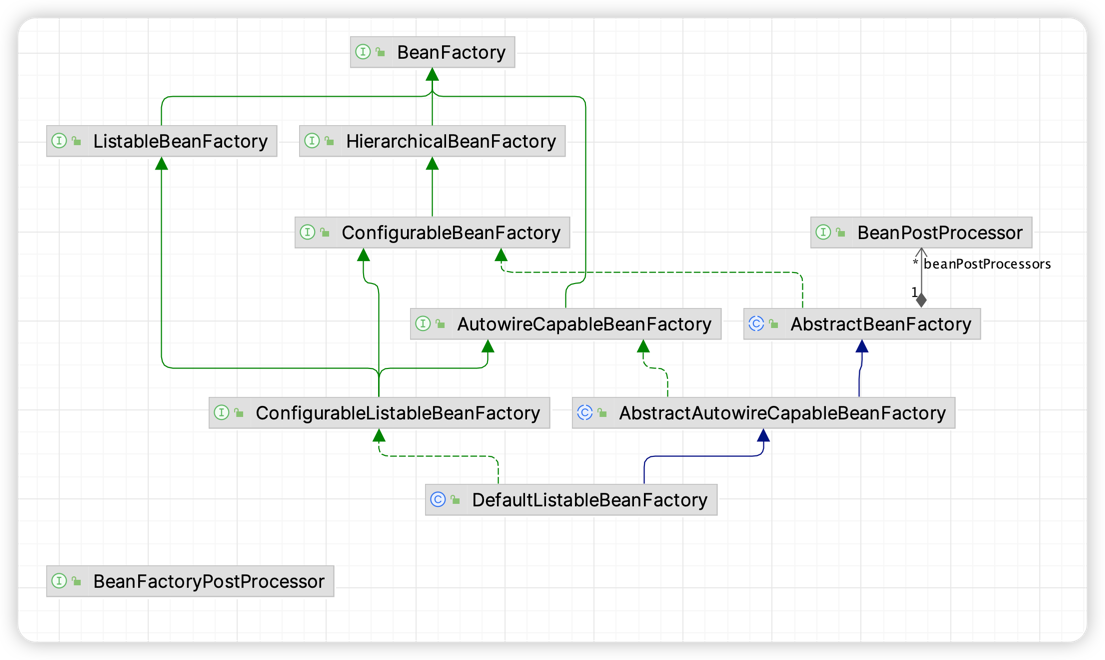 BeanFactory
ListableBeanFactory
HierarchicalBeanFactory
ConfigurableBeanFactory
BeanPostProcessor
* beanPostProcessors
1
AutowireCapableBeanFactory
AbstractBeanFactory
ConfigurableListableBeanFactory
AbstractAutowireCapableBeanFactory
DefaultListableBeanFactory
BeanFactoryPostProcessor